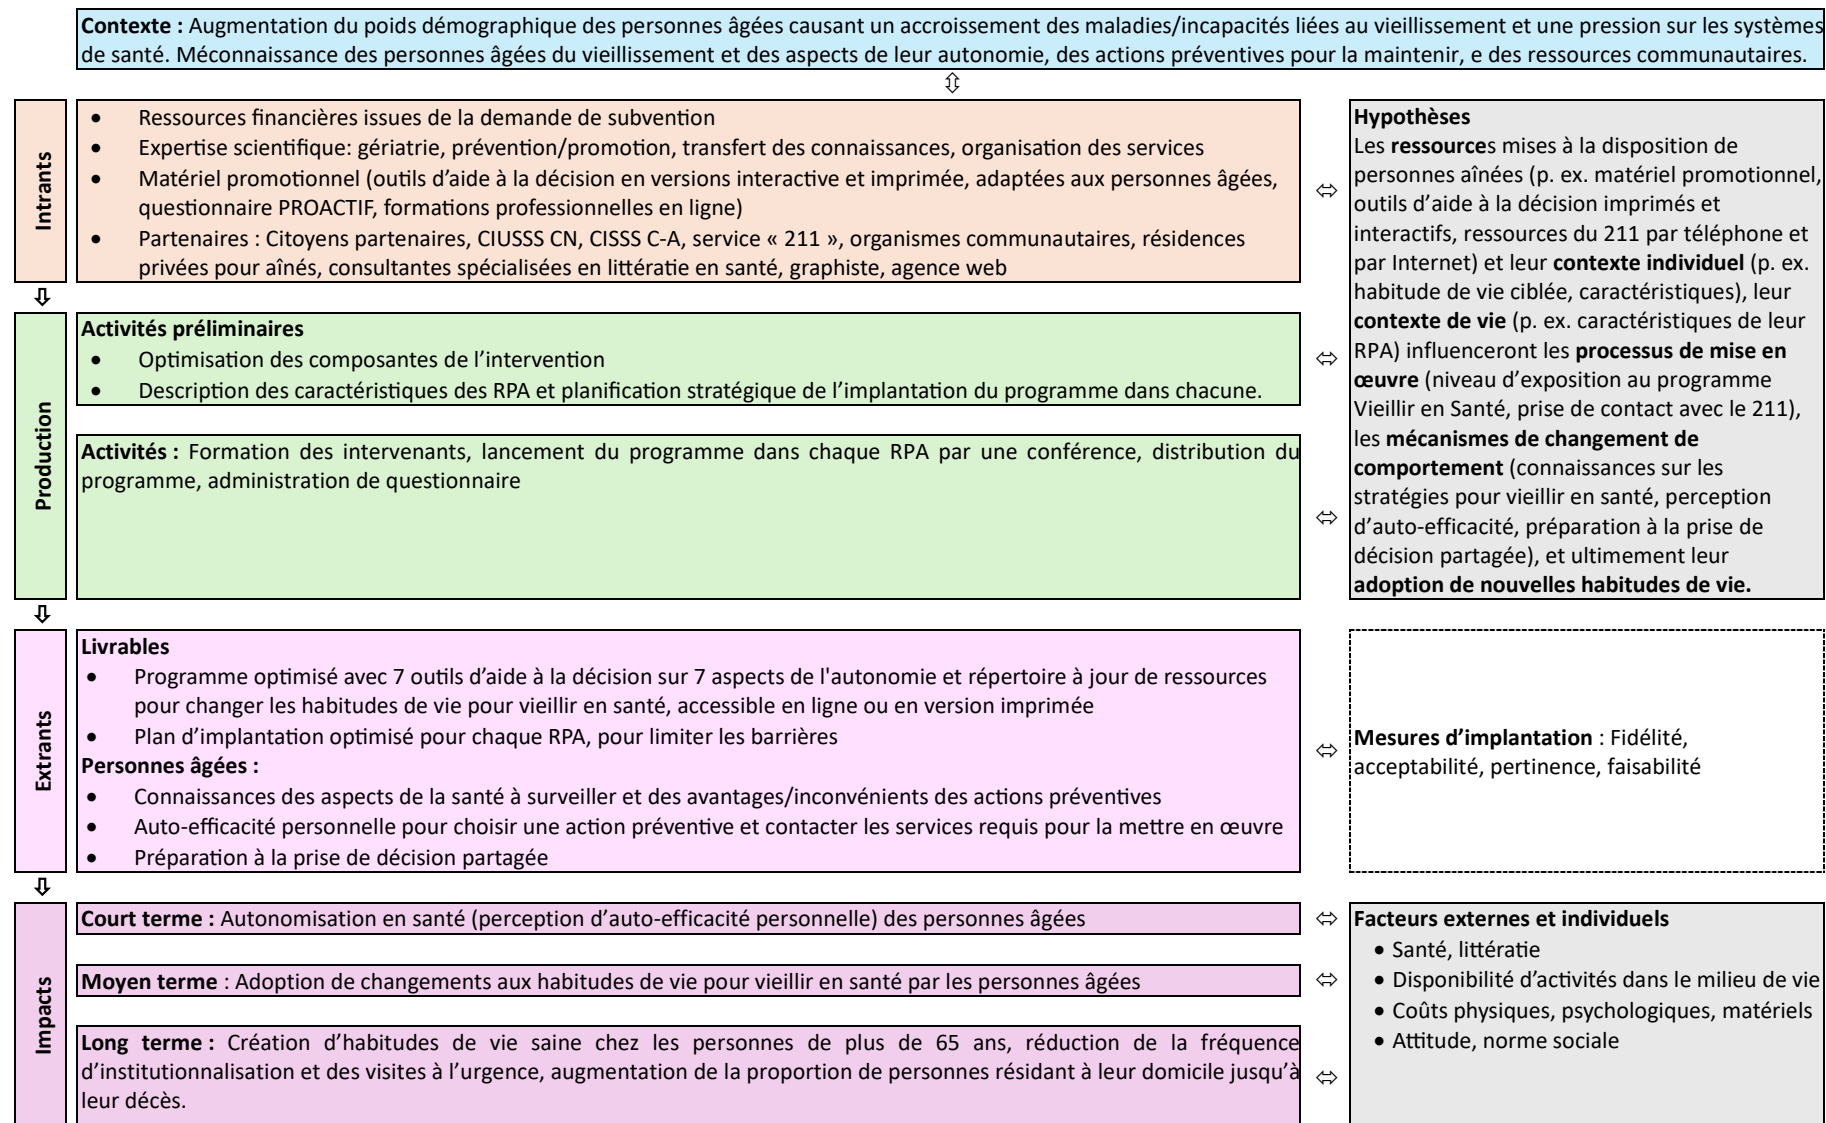 Contexte : Augmentation du poids démographique des personnes âgées causant un accroissement des maladies/incapacités liées au vieillissement et une pression sur les systèmes
de santé. Méconnaissance des personnes âgées du vieillissement et des aspects de leur autonomie, des actions préventives pour la maintenir, e des ressources communautaires.
Intrants
• Ressources financières issues de la demande de subvention
• Expertise scientifique: gériatrie, prévention/promotion, transfert des connaissances, organisation des services
• Matériel promotionnel (outils d’aide à la décision en versions interactive et imprimée, adaptées aux personnes âgées,
questionnaire PROACTIF, formations professionnelles en ligne)
• Partenaires : Citoyens partenaires, CIUSSS CN, CISSS C-A, service « 211 », organismes communautaires, résidences
privées pour aînés, consultantes spécialisées en littératie en santé, graphiste, agence web
Hypothèses
Les ressources mises à la disposition de
personnes aînées (p. ex. matériel promotionnel,
outils d’aide à la décision imprimés et
interactifs, ressources du 211 par téléphone et
par Internet) et leur contexte individuel (p. ex.
habitude de vie ciblée, caractéristiques), leur
contexte de vie (p. ex. caractéristiques de leur
RPA) influenceront les processus de mise en
œuvre (niveau d’exposition au programme
Vieillir en Santé, prise de contact avec le 211),
les mécanismes de changement de
comportement (connaissances sur les
stratégies pour vieillir en santé, perception
d’auto-efficacité, préparation à la prise de
décision partagée), et ultimement leur
adoption de nouvelles habitudes de vie.
Production
Activités préliminaires
• Optimisation des composantes de l’intervention
• Description des caractéristiques des RPA et planification stratégique de l’implantation du programme dans chacune.
Activités : Formation des intervenants, lancement du programme dans chaque RPA par une conférence, distribution du
programme, administration de questionnaire
Extrants
Livrables
• Programme optimisé avec 7 outils d’aide à la décision sur 7 aspects de l'autonomie et répertoire à jour de ressources
pour changer les habitudes de vie pour vieillir en santé, accessible en ligne ou en version imprimée
• Plan d’implantation optimisé pour chaque RPA, pour limiter les barrières
Personnes âgées :
• Connaissances des aspects de la santé à surveiller et des avantages/inconvénients des actions préventives
• Auto-efficacité personnelle pour choisir une action préventive et contacter les services requis pour la mettre en œuvre
• Préparation à la prise de décision partagée
Mesures d’implantation : Fidélité,
acceptabilité, pertinence, faisabilité
Impacts
Court terme : Autonomisation en santé (perception d’auto-efficacité personnelle) des personnes âgées
Moyen terme : Adoption de changements aux habitudes de vie pour vieillir en santé par les personnes âgées
Long terme : Création d’habitudes de vie saine chez les personnes de plus de 65 ans, réduction de la fréquence
d’institutionnalisation et des visites à l’urgence, augmentation de la proportion de personnes résidant à leur domicile jusqu’à
leur décès.
Facteurs externes et individuels
• Santé, littératie
• Disponibilité d’activités dans le milieu de vie
• Coûts physiques, psychologiques, matériels
• Attitude, norme sociale